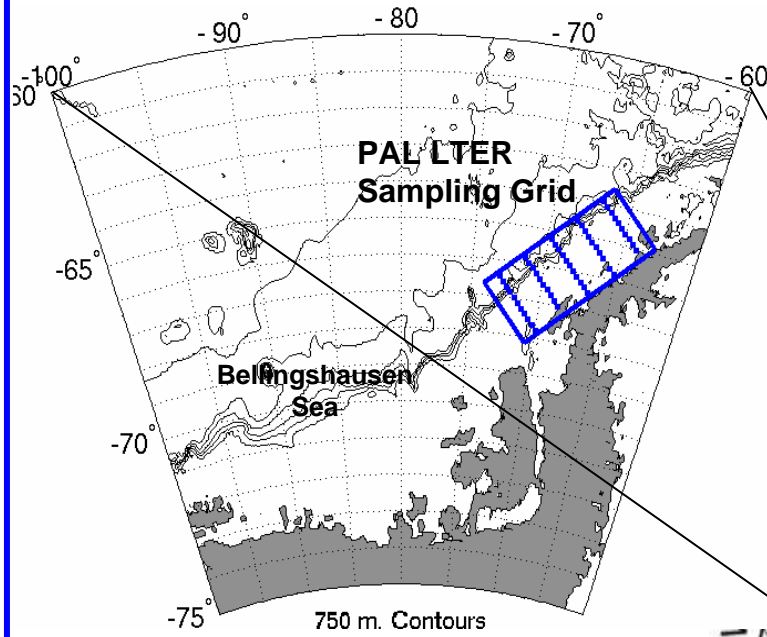 - 90°
- 80
- 70°
-100°
- 60
60°
PAL LTER
Sampling Grid
-65°
Bellingshausen
Sea
-70°
-75°
750 m. Contours